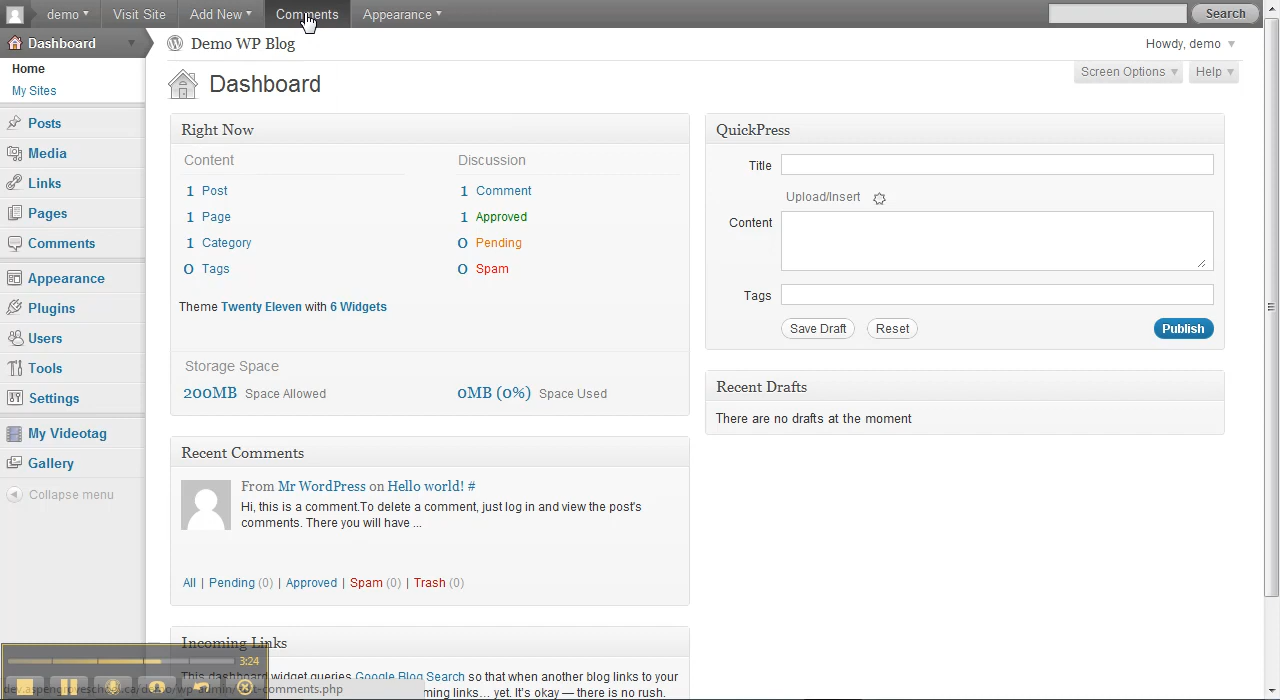 demo Visit Site Add New Comments Appearance Search
Dashboard
Demo WP Blog
Howdy, demo
Home
My Sites
Dashboard
Screen Options Help
Posts
Media
Links
Pages
Comments
Appearance
Plugins
Users
Tools
Settings
My Videotag
Gallery
Collapse menu
Right Now
Content Discussion
1 Post 1 Comment
1 Page 1 Approved
1 Category 0 Pending
0 Tags 0 Spam
Theme Twenty Eleven with 6 Widgets
Storage Space
200MB Space Allowed 0MB (0%) Space Used
Recent Comments
From Mr WordPress on Hello world! #
Hi, this is a comment.To delete a comment, just log in and view the post's
comments. There you will have ...
All | Pending (0) | Approved | Spam (0) | Trash (0)
Incoming Links
This dashboard widget queries Google Blog Search so that when another blog links to your
ming links... yet. It's okay — there is no rush.
QuickPress
Title
Upload/Insert
Content
Tags
Save Draft Reset Publish
Recent Drafts
There are no drafts at the moment
3:24